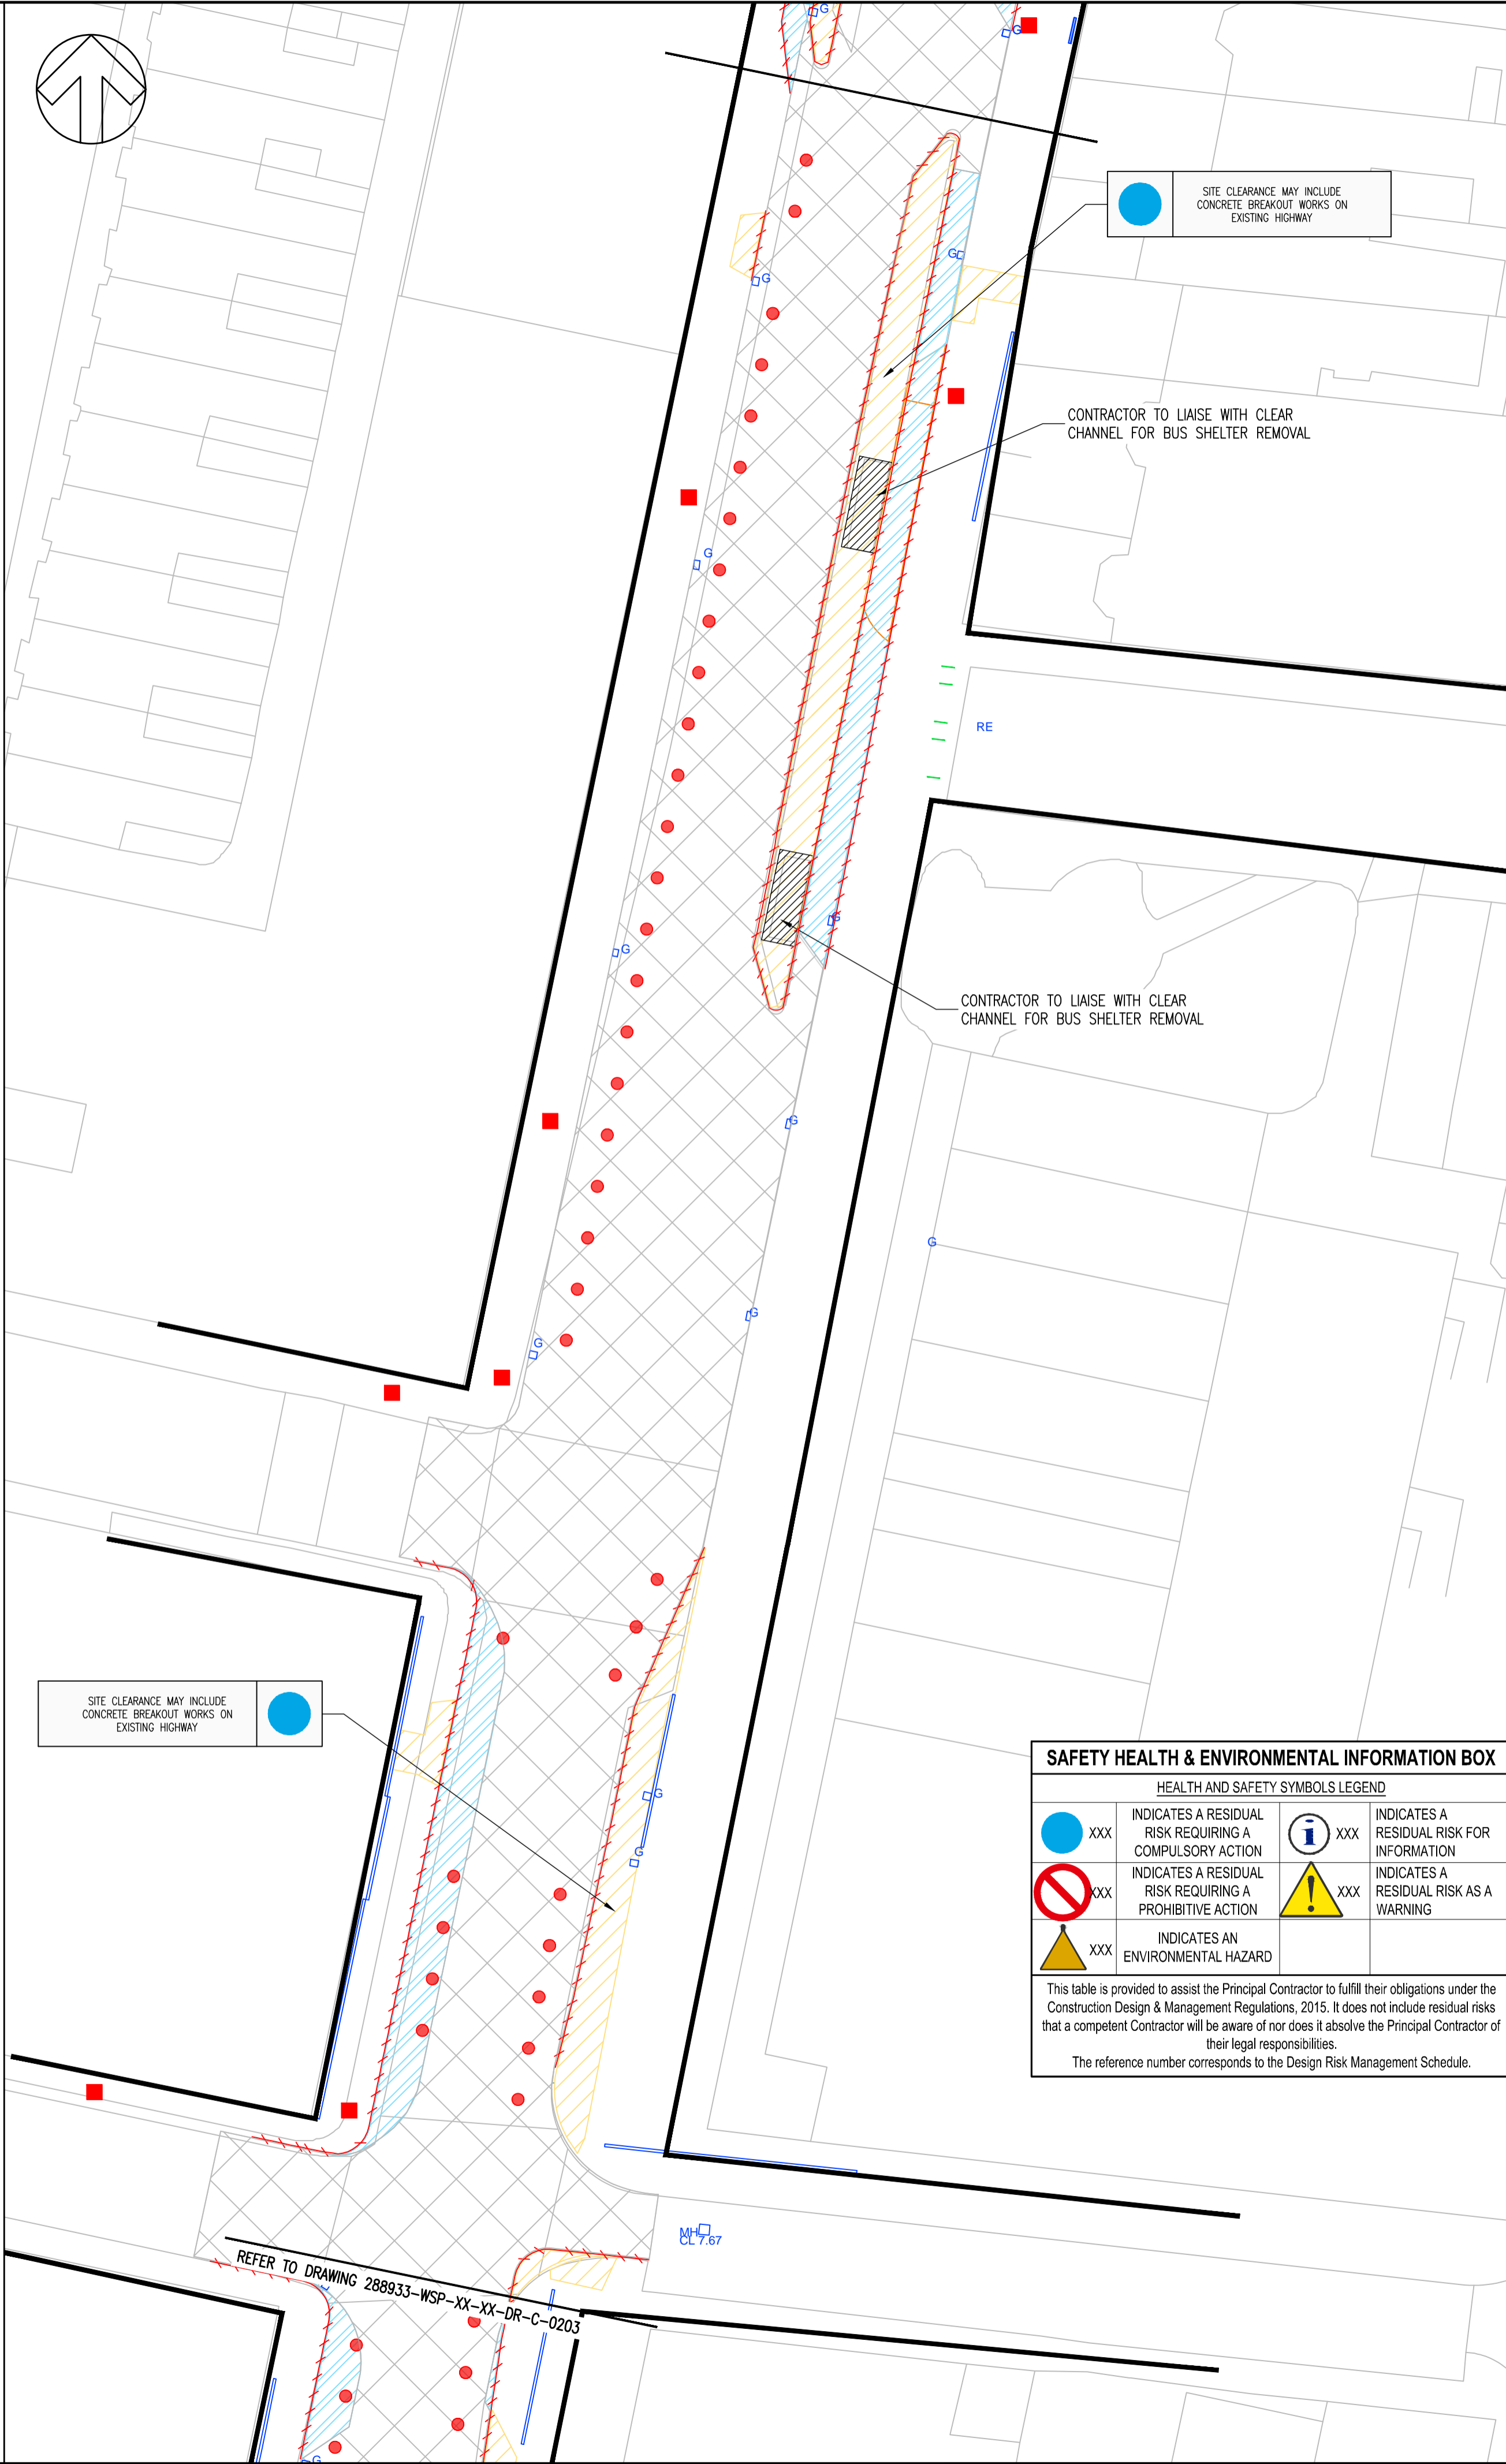 G
G
SITE CLEARANCE MAY INCLUDE
CONCRETE BREAKOUT WORKS ON
EXISTING HIGHWAY
G
G
CONTRACTOR TO LIAISE WITH CLEAR
CHANNEL FOR BUS SHELTER REMOVAL
G
RE
G
G
CONTRACTOR TO LIAISE WITH CLEAR
CHANNEL FOR BUS SHELTER REMOVAL
G
G
G
G
SITE CLEARANCE MAY INCLUDE
CONCRETE BREAKOUT WORKS ON
EXISTING HIGHWAY
G
G
SAFETY HEALTH & ENVIRONMENTAL INFORMATION BOX
HEALTH AND SAFETY SYMBOLS LEGEND
XXX
INDICATES A RESIDUAL
RISK REQUIRING A
COMPULSORY ACTION
i
XXX
INDICATES A
RESIDUAL RISK FOR
INFORMATION
XXX
INDICATES A RESIDUAL
RISK REQUIRING A
PROHIBITIVE ACTION
!
XXX
INDICATES A
RESIDUAL RISK AS A
WARNING
XXX
INDICATES AN
ENVIRONMENTAL HAZARD
This table is provided to assist the Principal Contractor to fulfill their obligations under the
Construction Design & Management Regulations, 2015. It does not include residual risks
that a competent Contractor will be aware of nor does it absolve the Principal Contractor of
their legal responsibilities.
The reference number corresponds to the Design Risk Management Schedule.
MH
CL 7.67
REFER TO DRAWING 288933-WSP-XX-XX-DR-C-0203
G